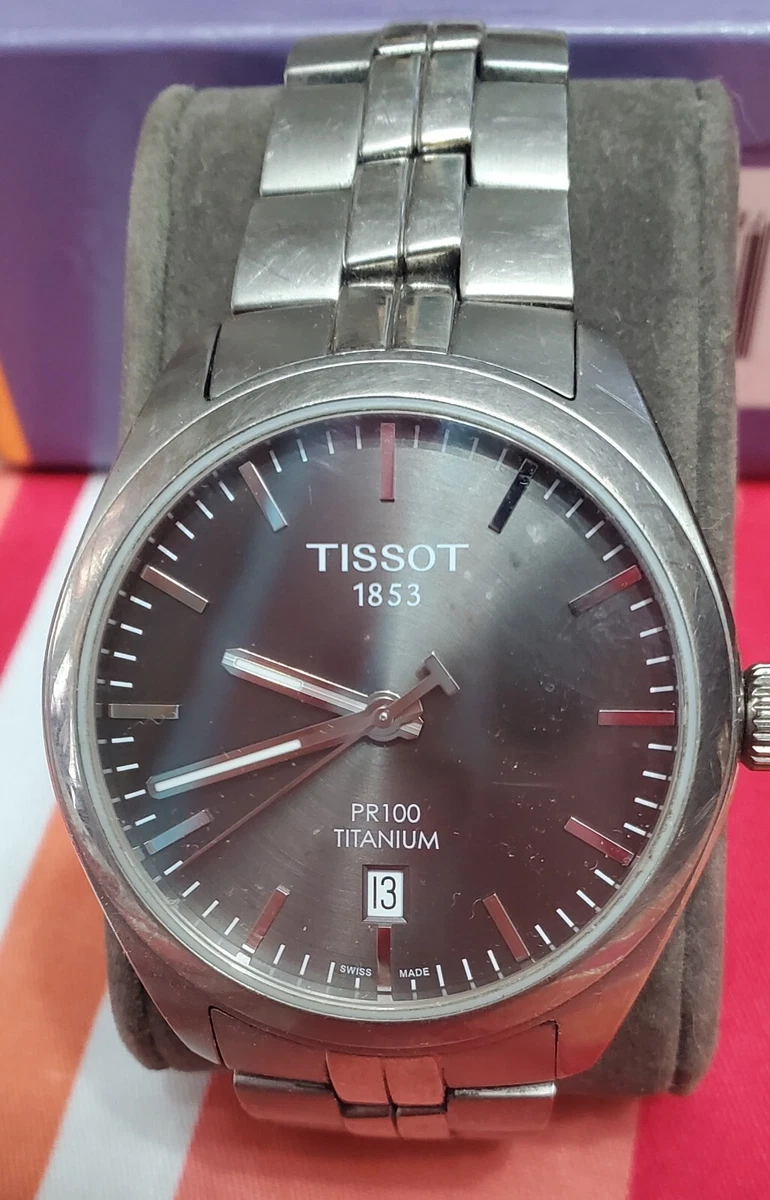 TISSOT
1853
PR100
TITANIUM
13
SWISS MADE